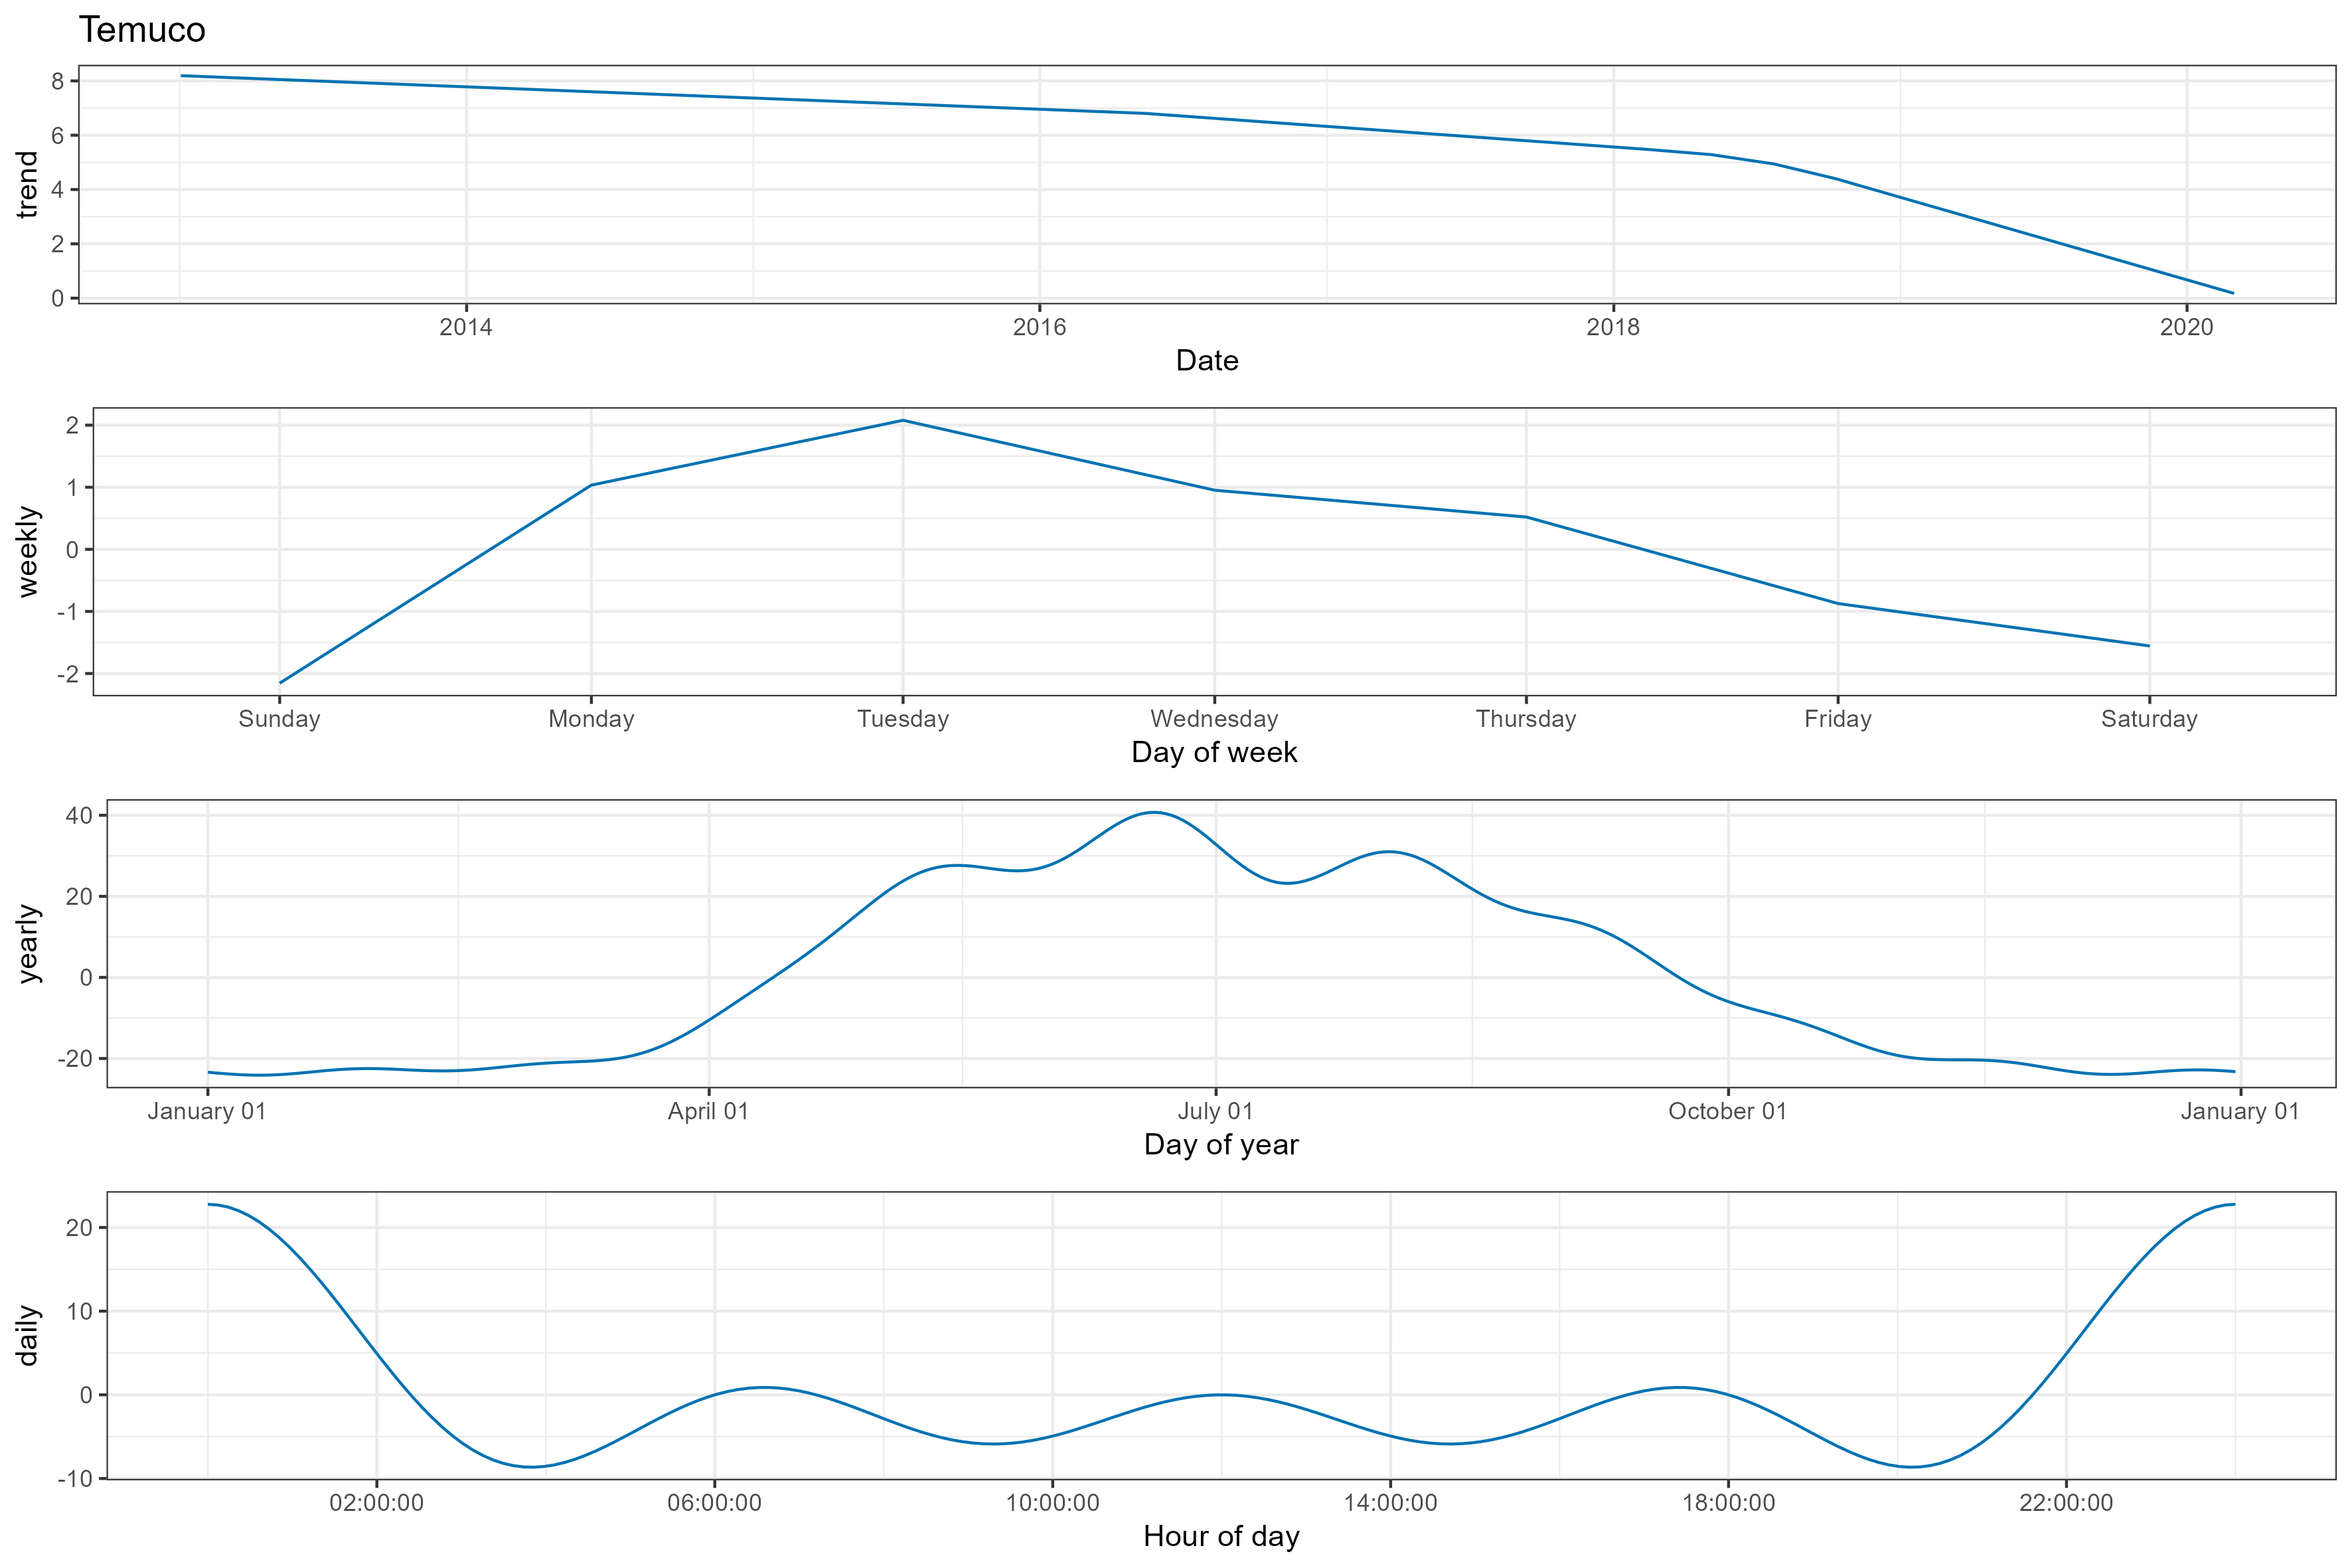 Temuco
8
6
4
2
0
trend
2014 2016 2018 2020
Date
2
1
0
-1
-2
weekly
Sunday Monday Tuesday Wednesday Thursday Friday Saturday
Day of week
40
20
0
-20
yearly
January 01 April 01 July 01 October 01 January 01
Day of year
20
10
0
-10
daily
02:00:00 06:00:00 10:00:00 14:00:00 18:00:00 22:00:00
Hour of day